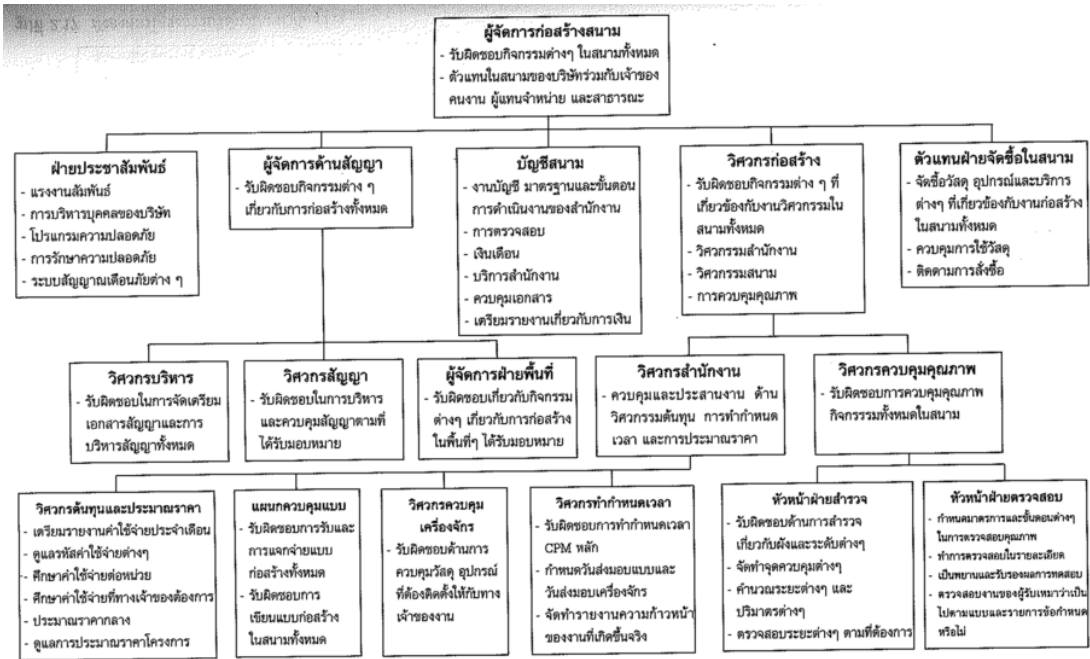 ผู้จัดการก่อสร้างสนาม
- รับผิดชอบกิจกรรมต่างๆ ในสนามทั้งหมด
- ตัวแทนในสนามของบริษัทร่วมกับเจ้าของ
คนงาน ผู้แทนจำหน่าย และสาธารณะ
ฝ่ายประชาสัมพันธ์
- แรงงานสัมพันธ์
- การบริหารบุคคลของบริษัท
- โปรแกรมความปลอดภัย
- การรักษาความปลอดภัย
- ระบบสัญญาณเตือนภัยต่าง ๆ
ผู้จัดการด้านสัญญา
- รับผิดชอบกิจกรรมต่าง ๆ
เกี่ยวกับการก่อสร้างทั้งหมด
บัญชีสนาม
- งานบัญชี มาตรฐานและขั้นตอน
การดำเนินงานของสำนักงาน
- การตรวจสอบ
- เงินเดือน
- บริการสำนักงาน
- ควบคุมเอกสาร
- เตรียมรายงานเกี่ยวกับการเงิน
วิศวกรก่อสร้าง
- รับผิดชอบกิจกรรมต่าง ๆ ที่
เกี่ยวข้องกับงานวิศวกรรมใน
สนามทั้งหมด
- วิศวกรรมสำนักงาน
- วิศวกรรมสนาม
- การควบคุมคุณภาพ
ตัวแทนฝ่ายจัดซื้อในสนาม
- จัดซื้อวัสดุ อุปกรณ์และบริการ
ต่างๆ ที่เกี่ยวข้องกับงานก่อสร้าง
ในสนามทั้งหมด
- ควบคุมการใช้วัสดุ
- ติดตามการสั่งซื้อ
วิศวกรบริหาร
- รับผิดชอบในการจัดเตรียม
เอกสารสัญญาและการ
บริหารสัญญาทั้งหมด
วิศวกรสัญญา
- รับผิดชอบในการบริหาร
และควบคุมสัญญาตามที่
ได้รับมอบหมาย
ผู้จัดการฝ่ายพื้นที่
- รับผิดชอบเกี่ยวกับกิจกรรม
ต่างๆ เกี่ยวกับการก่อสร้าง
ในพื้นที่ๆ ได้รับมอบหมาย
วิศวกรสำนักงาน
- ควบคุมและประสานงาน ด้าน
วิศวกรรมต้นทุน การทำกำหนด
เวลา และการประมาณราคา
วิศวกรควบคุมคุณภาพ
- รับผิดชอบการควบคุมคุณภาพ
กิจกรรมทั้งหมดในสนาม
วิศวกรต้นทุนและประมาณราคา
- เตรียมรายงานค่าใช้จ่ายประจำเดือน
- ดูแลรหัสค่าใช้จ่ายต่างๆ
- ศึกษาค่าใช้จ่ายต่อหน่วย
- ศึกษาค่าใช้จ่ายที่ทางเจ้าของต้องการ
- ประมาณราคากลาง
- ดูแลการประมาณราคาโครงการ
แผนกควบคุมแบบ
- รับผิดชอบการรับและ
การแจกจ่ายแบบ
ก่อสร้างทั้งหมด
- รับผิดชอบการ
เขียนแบบก่อสร้าง
ในสนามทั้งหมด
วิศวกรควบคุม
เครื่องจักร
- รับผิดชอบด้านการ
ควบคุมวัสดุ อุปกรณ์
ที่ต้องติดตั้งให้กับทาง
เจ้าของงาน
วิศวกรทำกำหนดเวลา
- รับผิดชอบการทำกำหนดเวลา
CPM หลัก
- กำหนดวันส่งมอบแบบและ
วันส่งมอบเครื่องจักร
- จัดทำรายงานความก้าวหน้า
ของงานที่เกิดขึ้นจริง
หัวหน้าฝ่ายสำรวจ
- รับผิดชอบด้านการสำรวจ
เกี่ยวกับผังและระดับต่างๆ
- จัดทำจุดควบคุมต่างๆ
- คำนวณระยะต่างๆ และ
ปริมาตรต่างๆ
- ตรวจสอบระยะต่างๆ ตามที่ต้องการ
หัวหน้าฝ่ายตรวจสอบ
- กำหนดมาตรการและขั้นตอนต่างๆ
ในการตรวจสอบคุณภาพ
- ทำการตรวจสอบในรายละเอียด
- เป็นพยานและรับรองผลการทดสอบ
- ตรวจสอบงานของผู้รับเหมาว่าเป็น
ไปตามแบบและรายการข้อกำหนด
หรือไม่